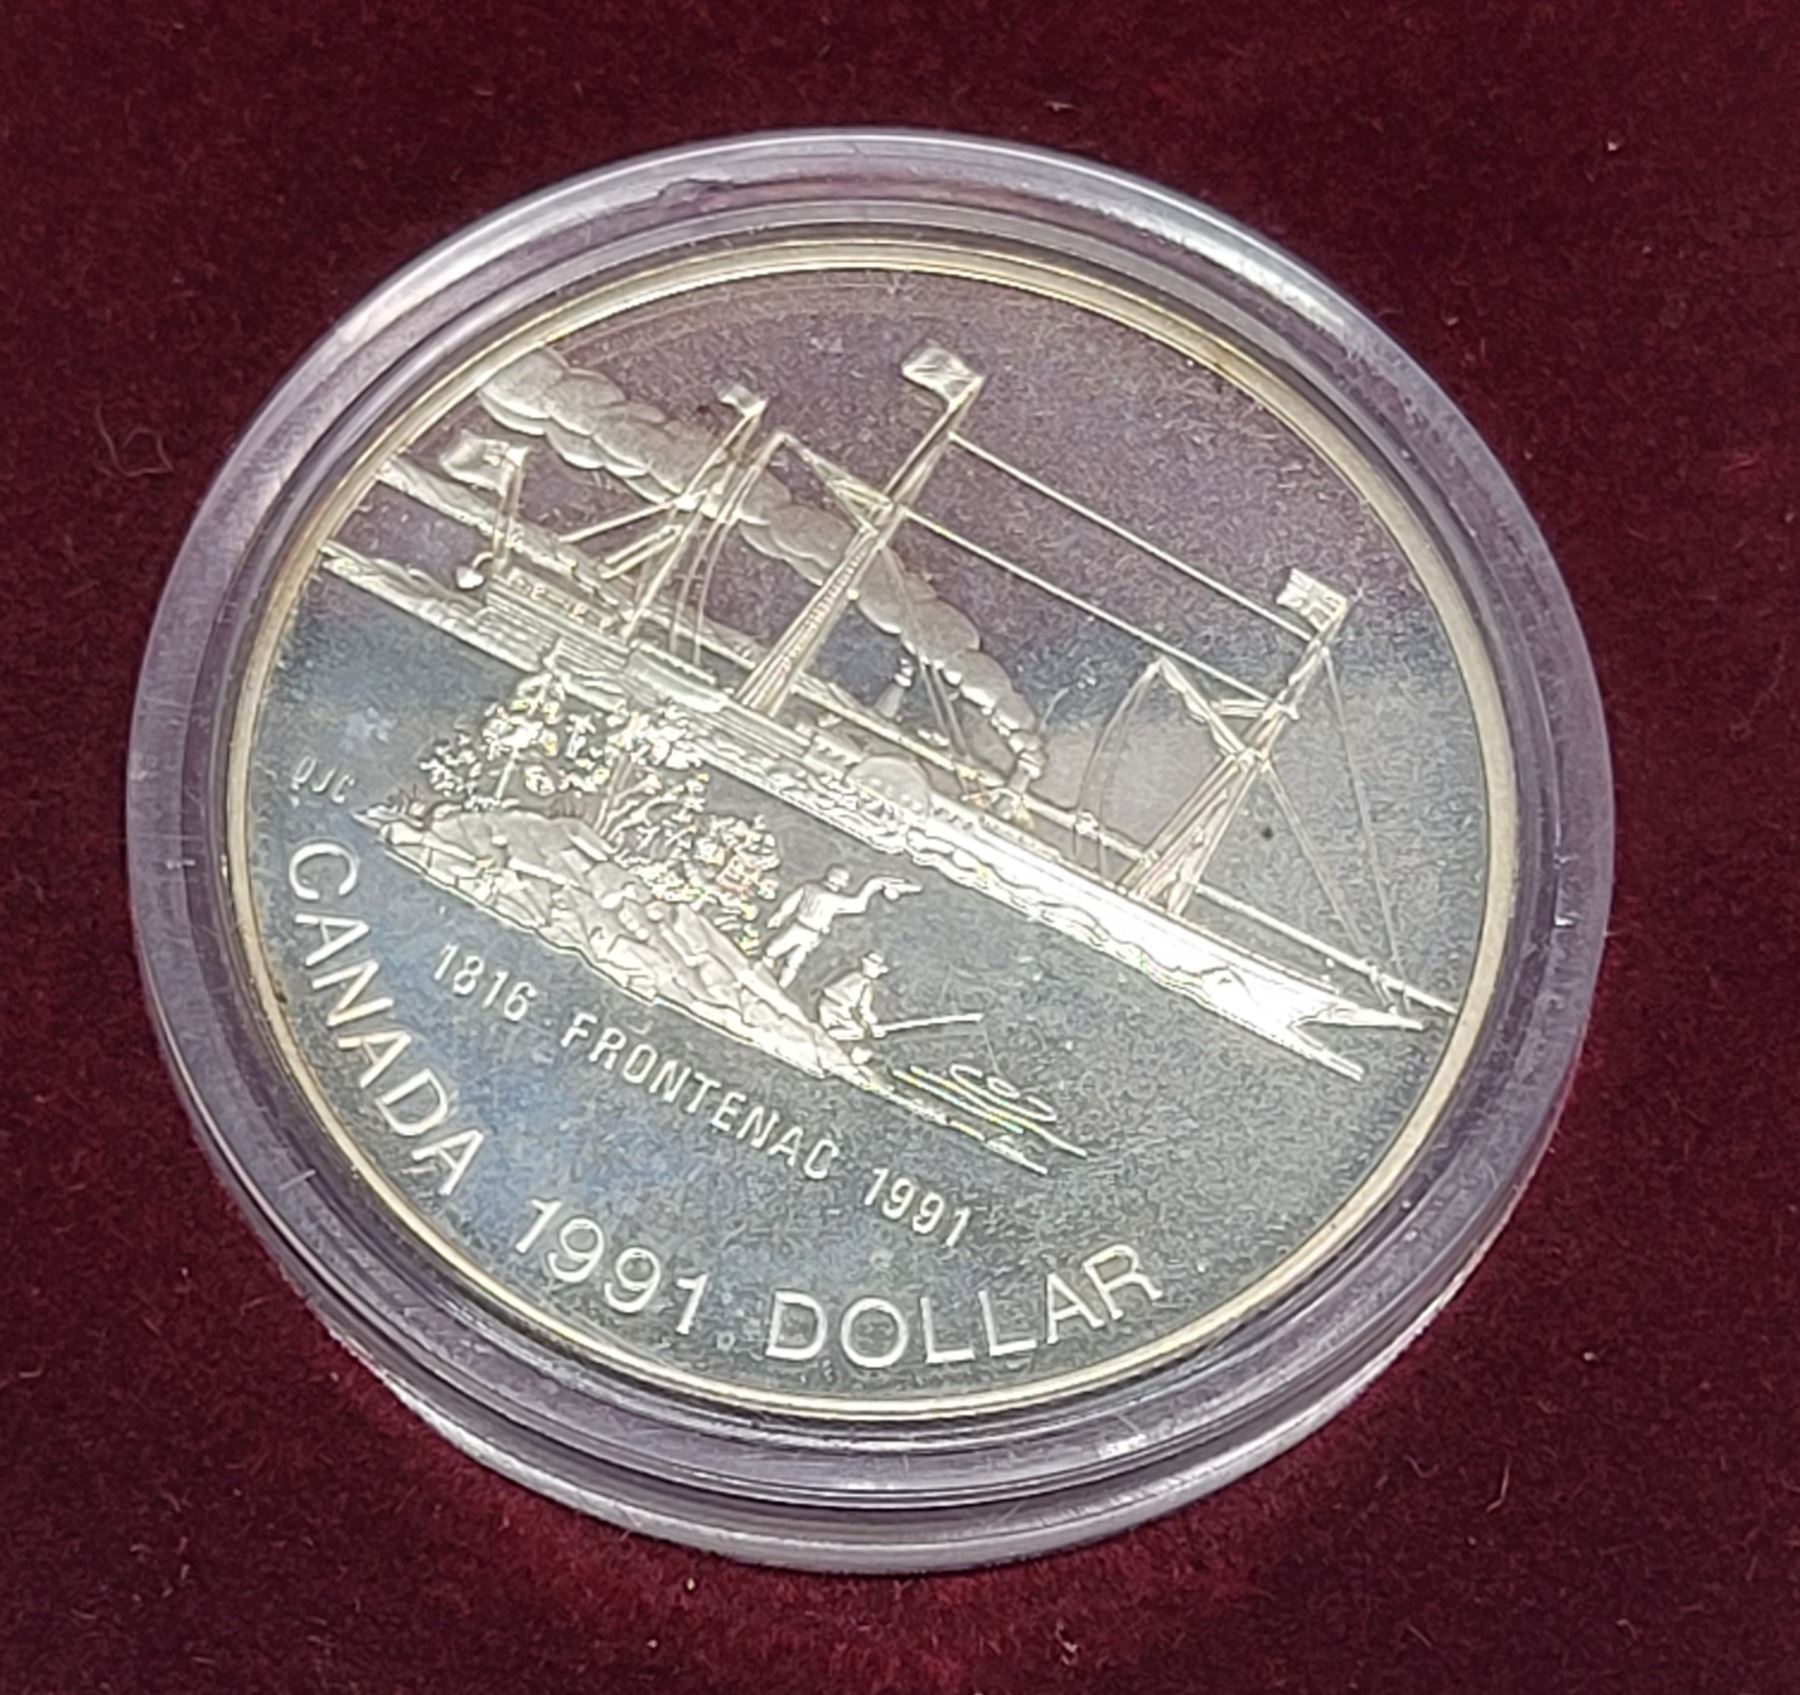 DJC
1816 FRONTENAC 1991
CANADA 1991 DOLLAR